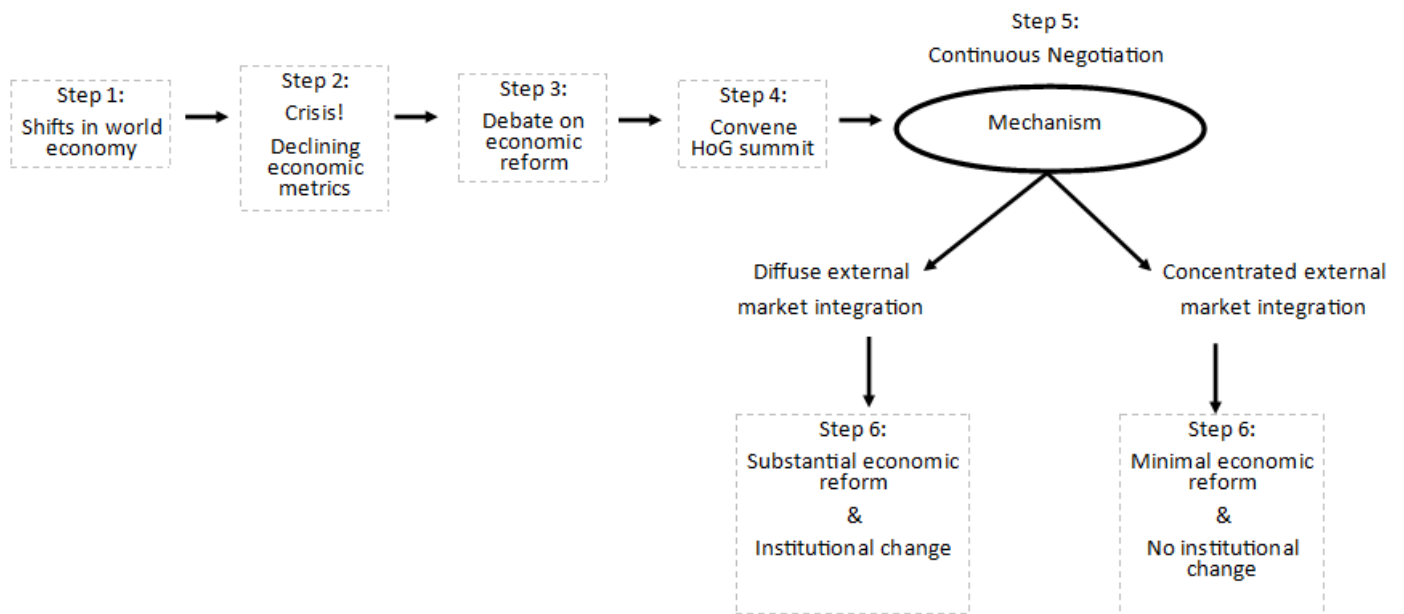 Step 1:
Shifts in world
economy
Step 2:
Crisis!
Declining
economic
metrics
Step 3:
Debate on
economic
reform
Step 4:
Convene
HoG summit
Step 5:
Continuous Negotiation
Mechanism
Diffuse external
market integration
Concentrated external
market integration
Step 6:
Substantial economic
reform
&
Institutional change
Step 6:
Minimal economic
reform
&
No institutional
change